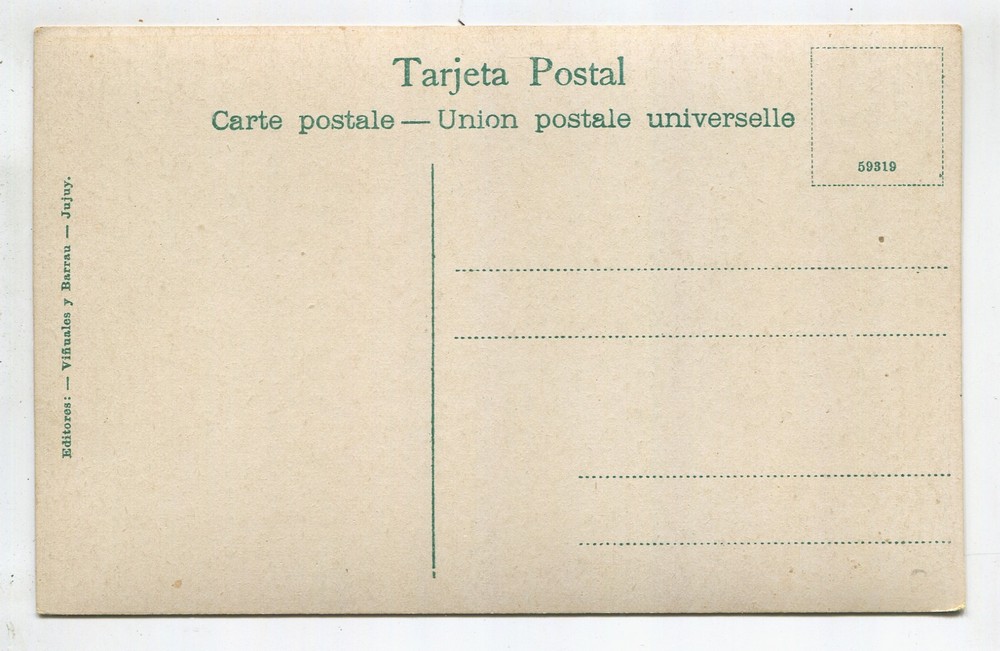 Tarjeta Postal
Carte postale — Union postale universelle
59319
Editores: — Viñuales y Barrau — Jujuy.